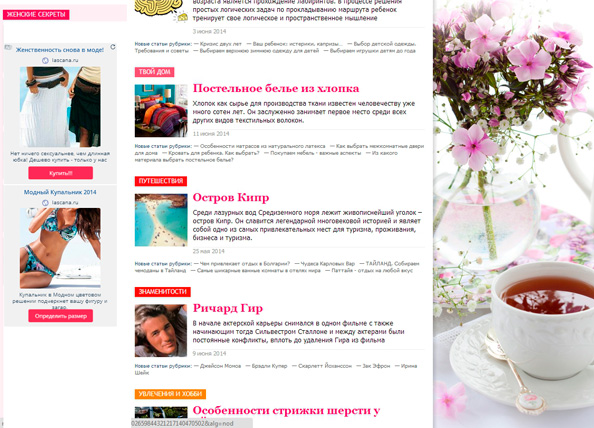 ЖЕНСКИЕ СЕКРЕТЫ
Женственность снова в моде!
lascana.ru
Нет ничего сексуальнее, чем длинная
юбка! Дешево купить - только у нас
Купить!!!
Модный Купальник 2014
lascana.ru
Купальник в Модном цветовом
решении подчеркнет вашу фигуру и
загар.
Определить размер
возраста является прохождение лабиринтов. В процессе решения
простых логических задач по прокладыванию маршрута ребенок
тренирует свое логическое и пространственное мышление
3 июня 2014
Новые статьи рубрики: — Кризис двух лет — Ваш ребенок: истерики, капризы... — Выбор детской одежды.
Требования и советы — Выбираем верхнюю зимнюю одежду для детей — Выбираем игрушки детям до года
ТВОЙ ДОМ
Постельное белье из хлопка
Хлопок как сырье для производства ткани известен человечеству уже
много сотен лет. Он заслуженно занимает первое место среди всех
других видов текстильных волокон.
11 июня 2014
Новые статьи рубрики: — Особенности матрасов из натурального латекса — Как выбрать межкомнатные двери
для дома — Кровать для ребенка. Как выбрать? — Покупаем мебель - важные аспекты — Из какого
материала выбрать постельное белье?
ПУТЕШЕСТВИЯ
Остров Кипр
Среди лазурных вод Средиземного моря лежит живописнейший уголок –
остров Кипр. Он славится легендарной многовековой историей и являет
собой одно из самых привлекательных мест для туризма, проживания,
бизнеса и туризма.
25 мая 2014
Новые статьи рубрики: — Чем привлекает отдых в Болгарии? — Чудеса Карловых Вар — ТАЙЛАНД. Собираем
чемоданы в Тайланд — Самые шикарные ванные комнаты в отелях мира — Паттайя - отдых на любой вкус
ЗНАМЕНИТОСТИ
Ричард Гир
В начале актерской карьеры снимался в одном фильме с также
начинающим тогда Сильвестром Сталлоне и между актерами были
постоянные конфликты, вплоть до удаления Гира из фильма
9 июня 2014
Новые статьи рубрики: — Джейсон Момоа — Брэдли Купер — Скарлетт Йоханссон — Зак Эфрон — Ирина
Шейк
УВЛЕЧЕНИЯ И ХОББИ
Особенности стрижки шерсти у
026598443212171404705028&alg=nod